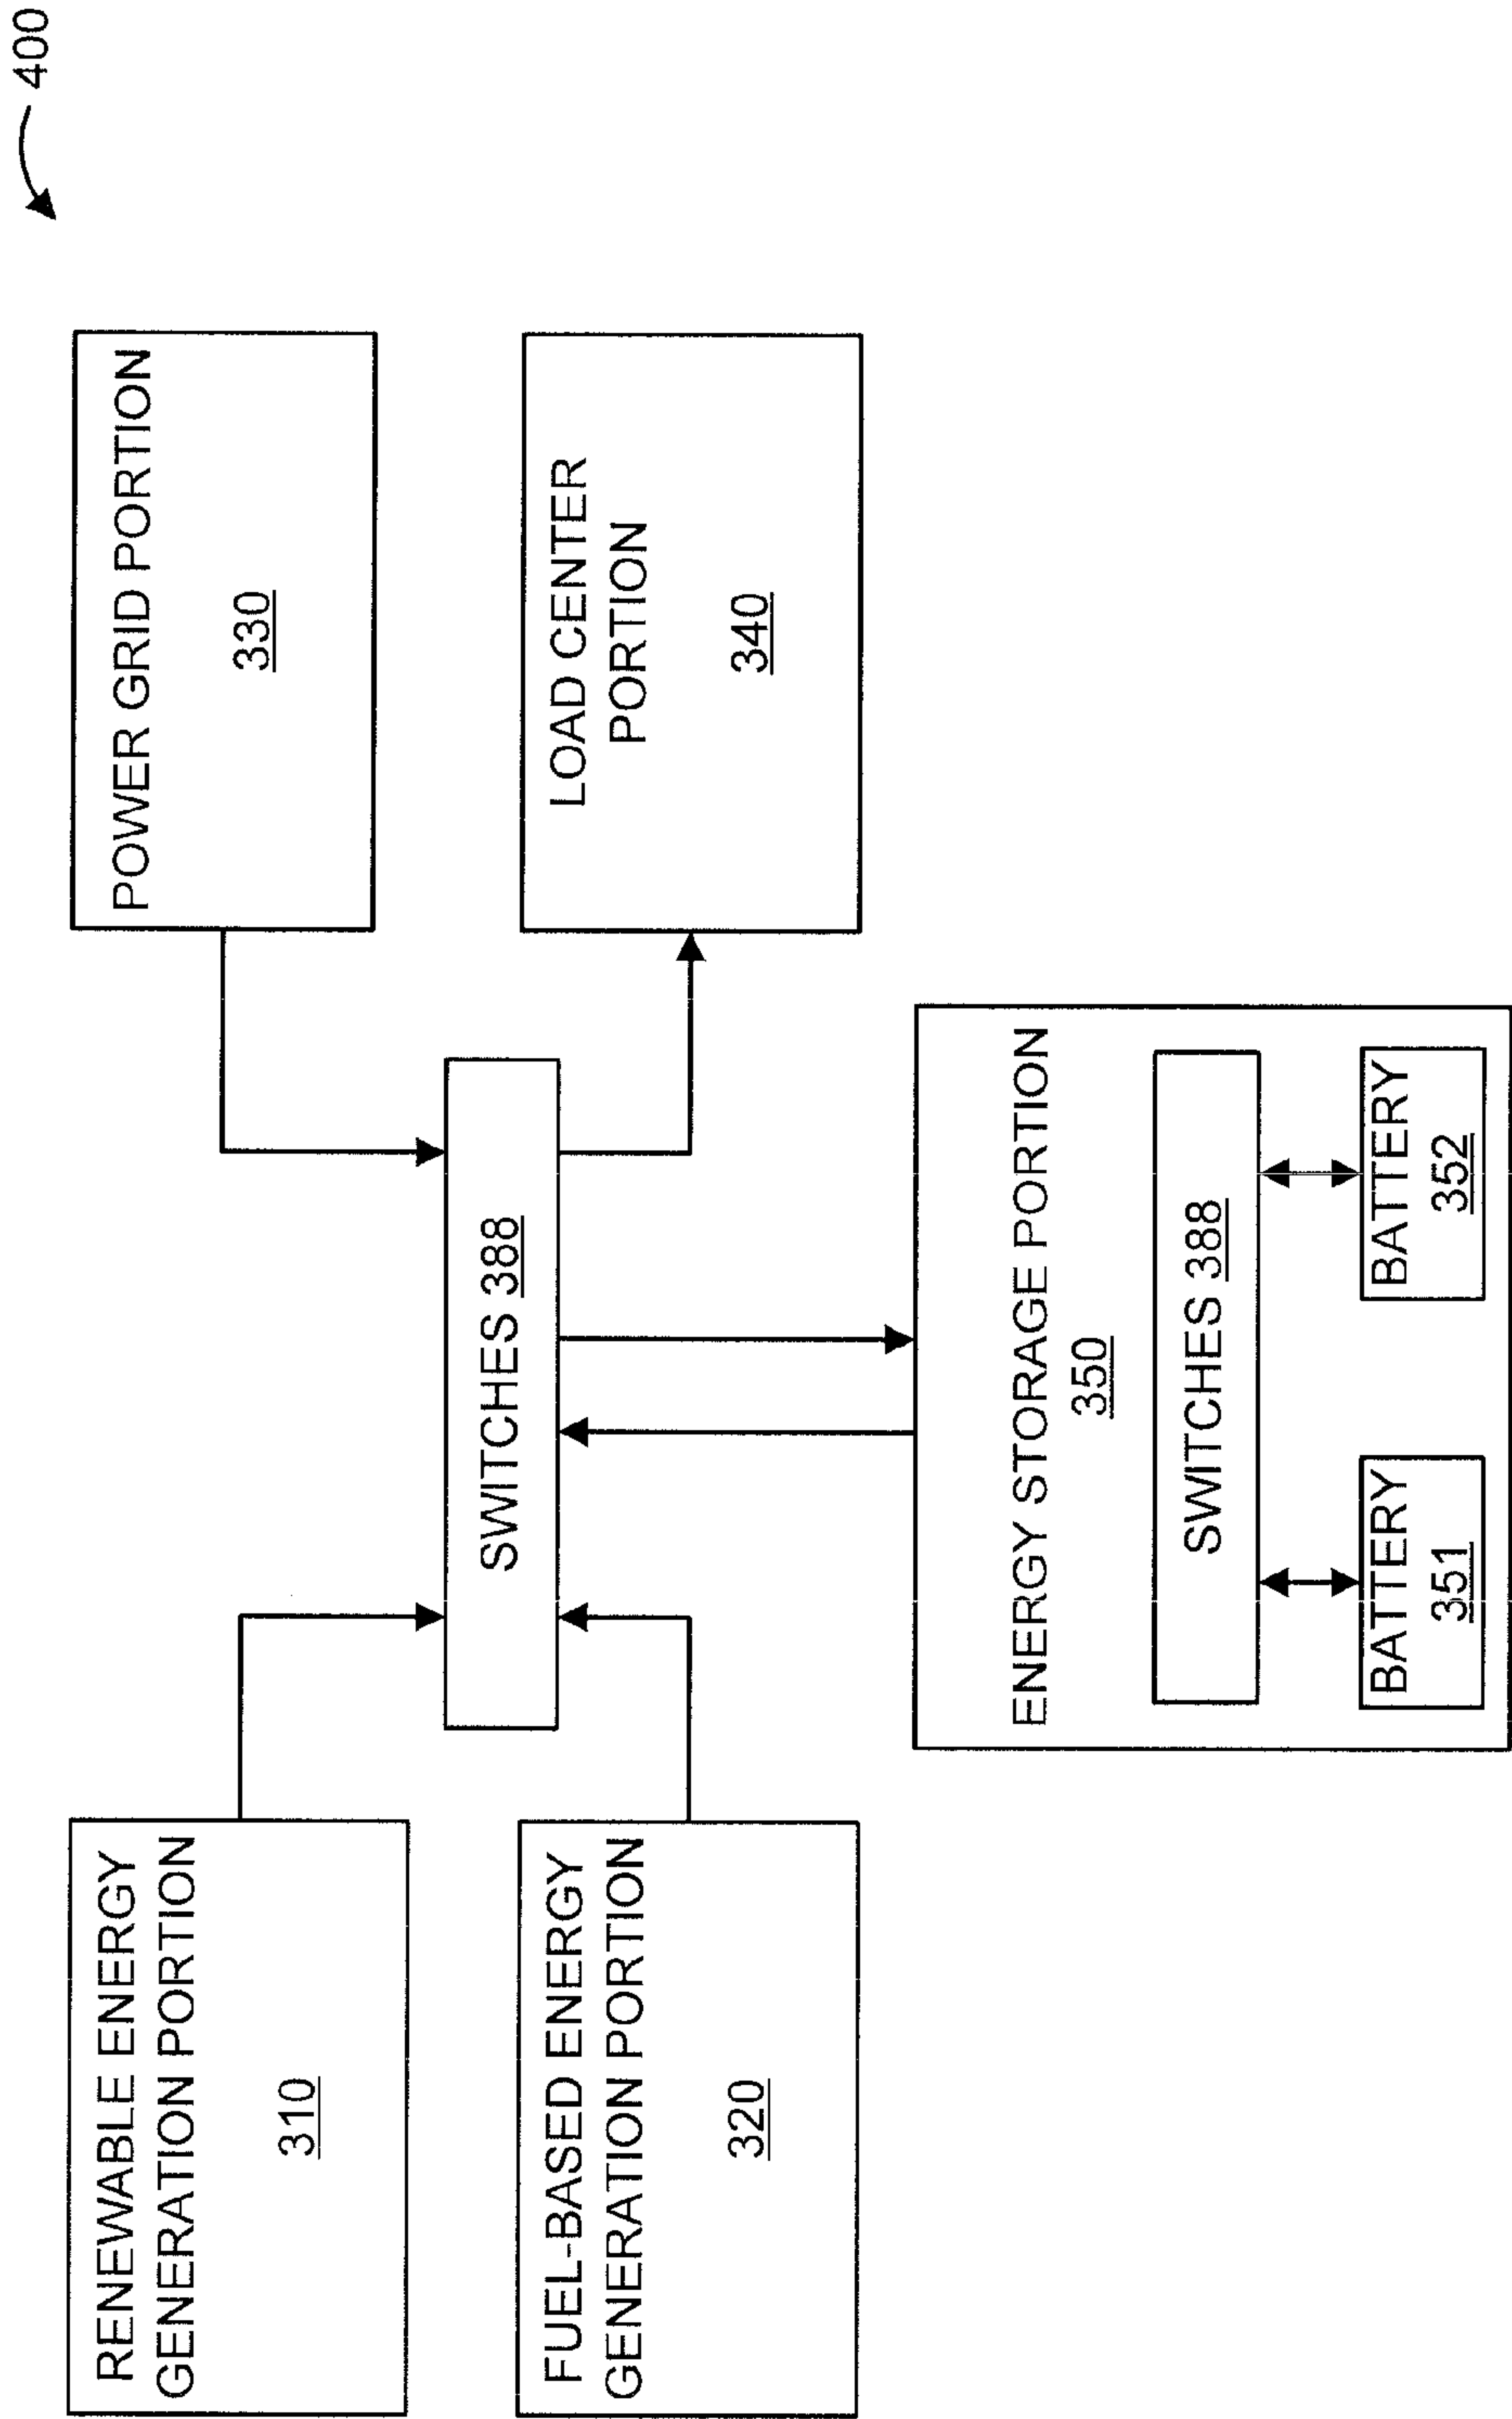 400
RENEWABLE ENERGY
GENERATION PORTION
310
POWER GRID PORTION
330
SWITCHES 388
FUEL-BASED ENERGY
GENERATION PORTION
320
LOAD CENTER
PORTION
340
ENERGY STORAGE PORTION
350
SWITCHES 388
BATTERY
351
BATTERY
352